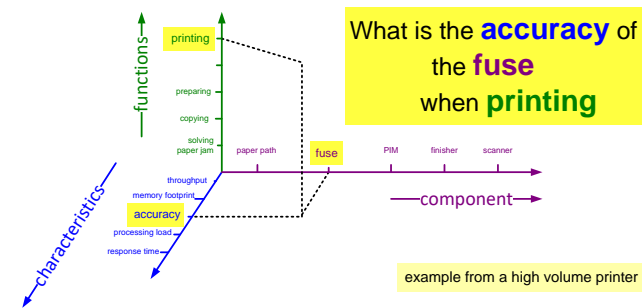 What is the accuracy of
the fuse
when printing
functions
printing
preparing
copying
solving
paper jam
paper path
fuse
PIM
finisher
scanner
component
throughput
memory footprint
accuracy
processing load
response time
characteristics
example from a high volume printer